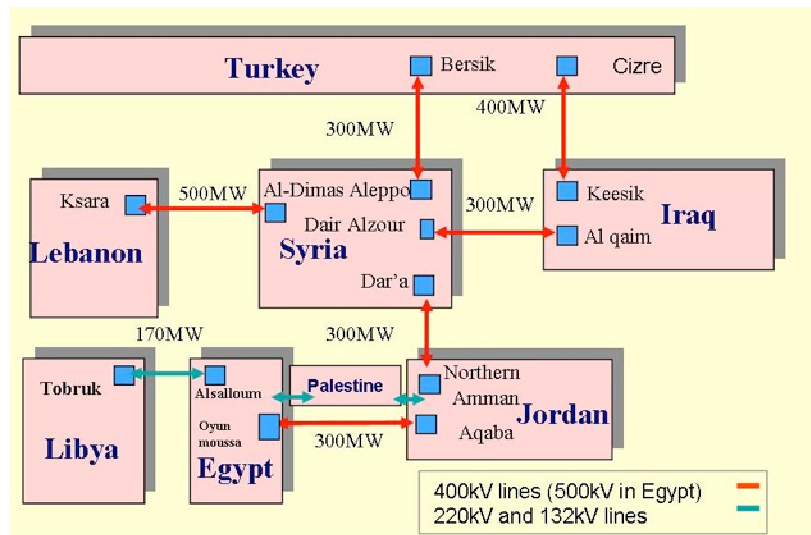 Turkey
Bersik
Cizre
300MW
400MW
Ksara
500MW
Lebanon
Al-Dimas Aleppo
Dair Alzour
Syria
Dar'a
300MW
Keesik
Iraq
Al qaim
170MW
300MW
Tobruk
Libya
Alsalloum
Oyun
moussa
Egypt
Palestine
300MW
Northern
Amman
Jordan
Aqaba
400kV lines (500kV in Egypt)
220kV and 132kV lines